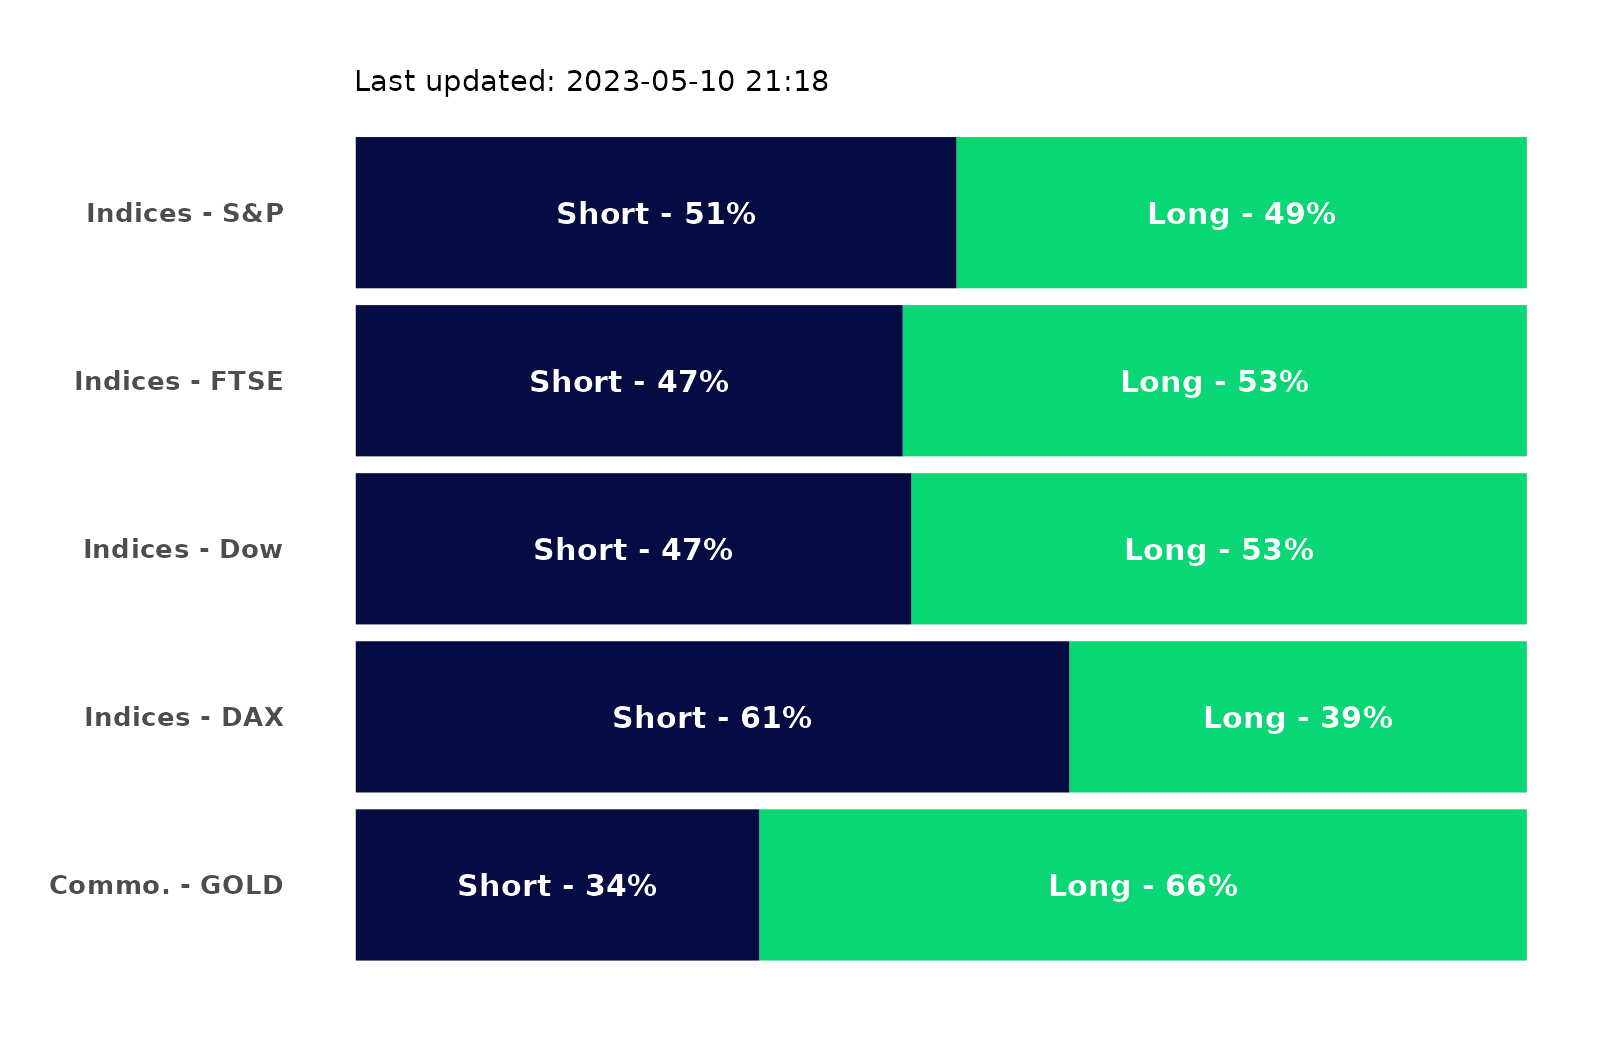 Last updated: 2023-05-10 21:18
Indices - S&P Short - 51% Long - 49%
Indices - FTSE Short - 47% Long - 53%
Indices - Dow Short - 47% Long - 53%
Indices - DAX Short - 61% Long - 39%
Commo. - GOLD Short - 34% Long - 66%